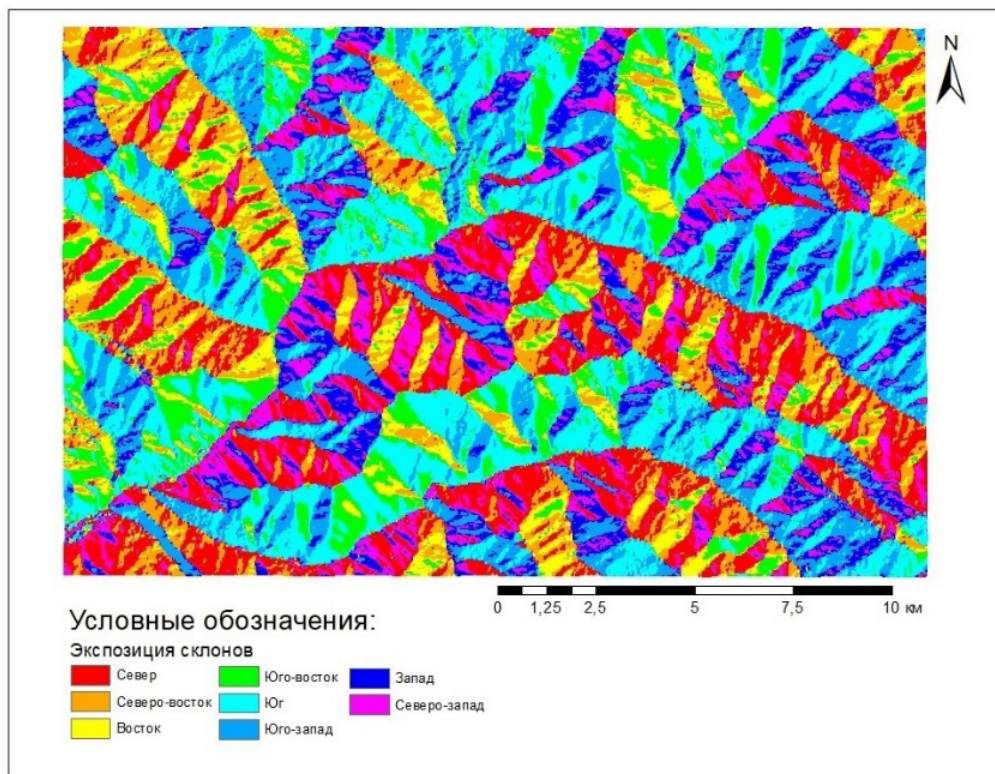 N
0 1,25 2,5 5 7,5 10 км
Условные обозначения:
Экспозиция склонов
Север Юго-восток Запад
Северо-восток Юг Северо-запад
Восток Юго-запад